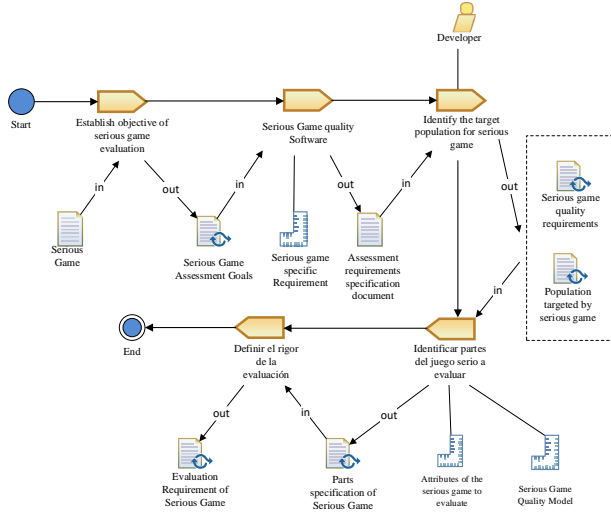 Developer
Start
Establish objective of
serious game
evaluation
Serious Game quality
Software
Identify the target
population for serious
game
in
out
in
out
in
out
Serious game
quality
requirements
Serious
Game
Serious Game
Assessment Goals
Serious game
specific
Requirement
Assessment
requirements
specification
document
in
Population
targeted by
serious game
End
Definir el rigor
de la
evaluación
Identificar partes
del juego serio a
evaluar
out
in
out
Evaluation
Requirement of
Serious Game
Parts
specification of
Serious Game
Attributes of the
serious game to
evaluate
Serious Game
Quality Model